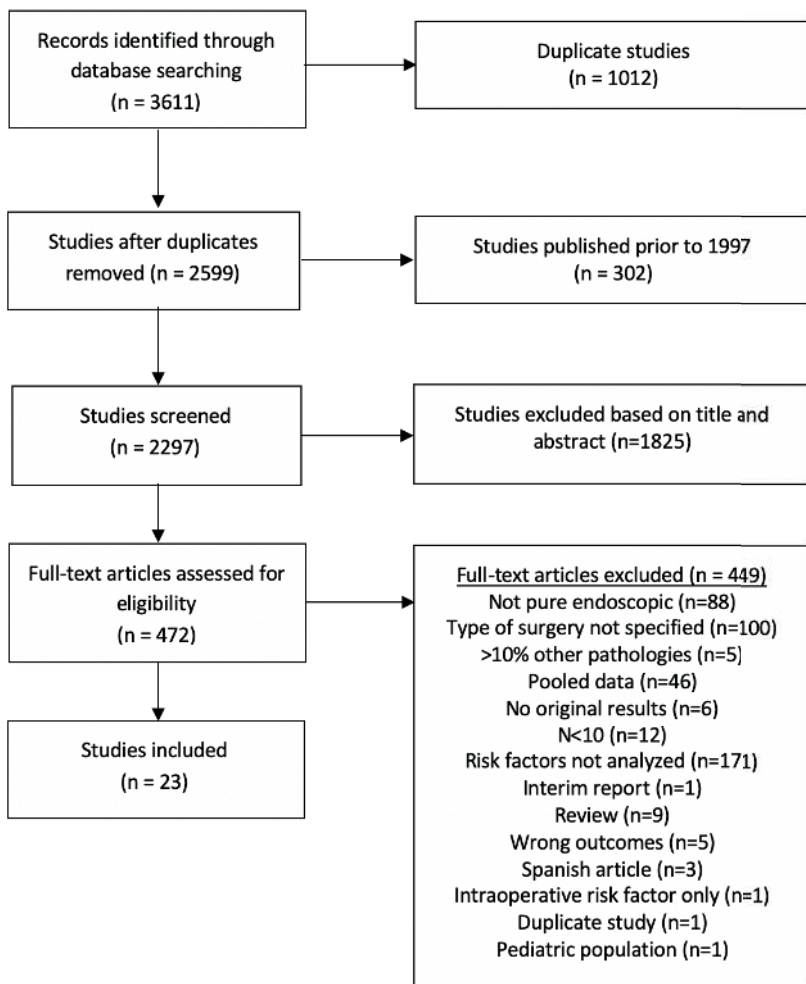 Records identified through
database searching
(n = 3611)
Duplicate studies
(n = 1012)
Studies after duplicates
removed (n = 2599)
Studies published prior to 1997
(n = 302)
Studies screened
(n = 2297)
Studies excluded based on title and
abstract (n=1825)
Full-text articles assessed for
eligibility
(n = 472)
Full-text articles excluded (n = 449)
Not pure endoscopic (n=88)
Type of surgery not specified (n=100)
>10% other pathologies (n=5)
Pooled data (n=46)
No original results (n=6)
N<10 (n=12)
Risk factors not analyzed (n=171)
Interim report (n=1)
Review (n=9)
Wrong outcomes (n=5)
Spanish article (n=3)
Intraoperative risk factor only (n=1)
Duplicate study (n=1)
Pediatric population (n=1)
Studies included
(n = 23)